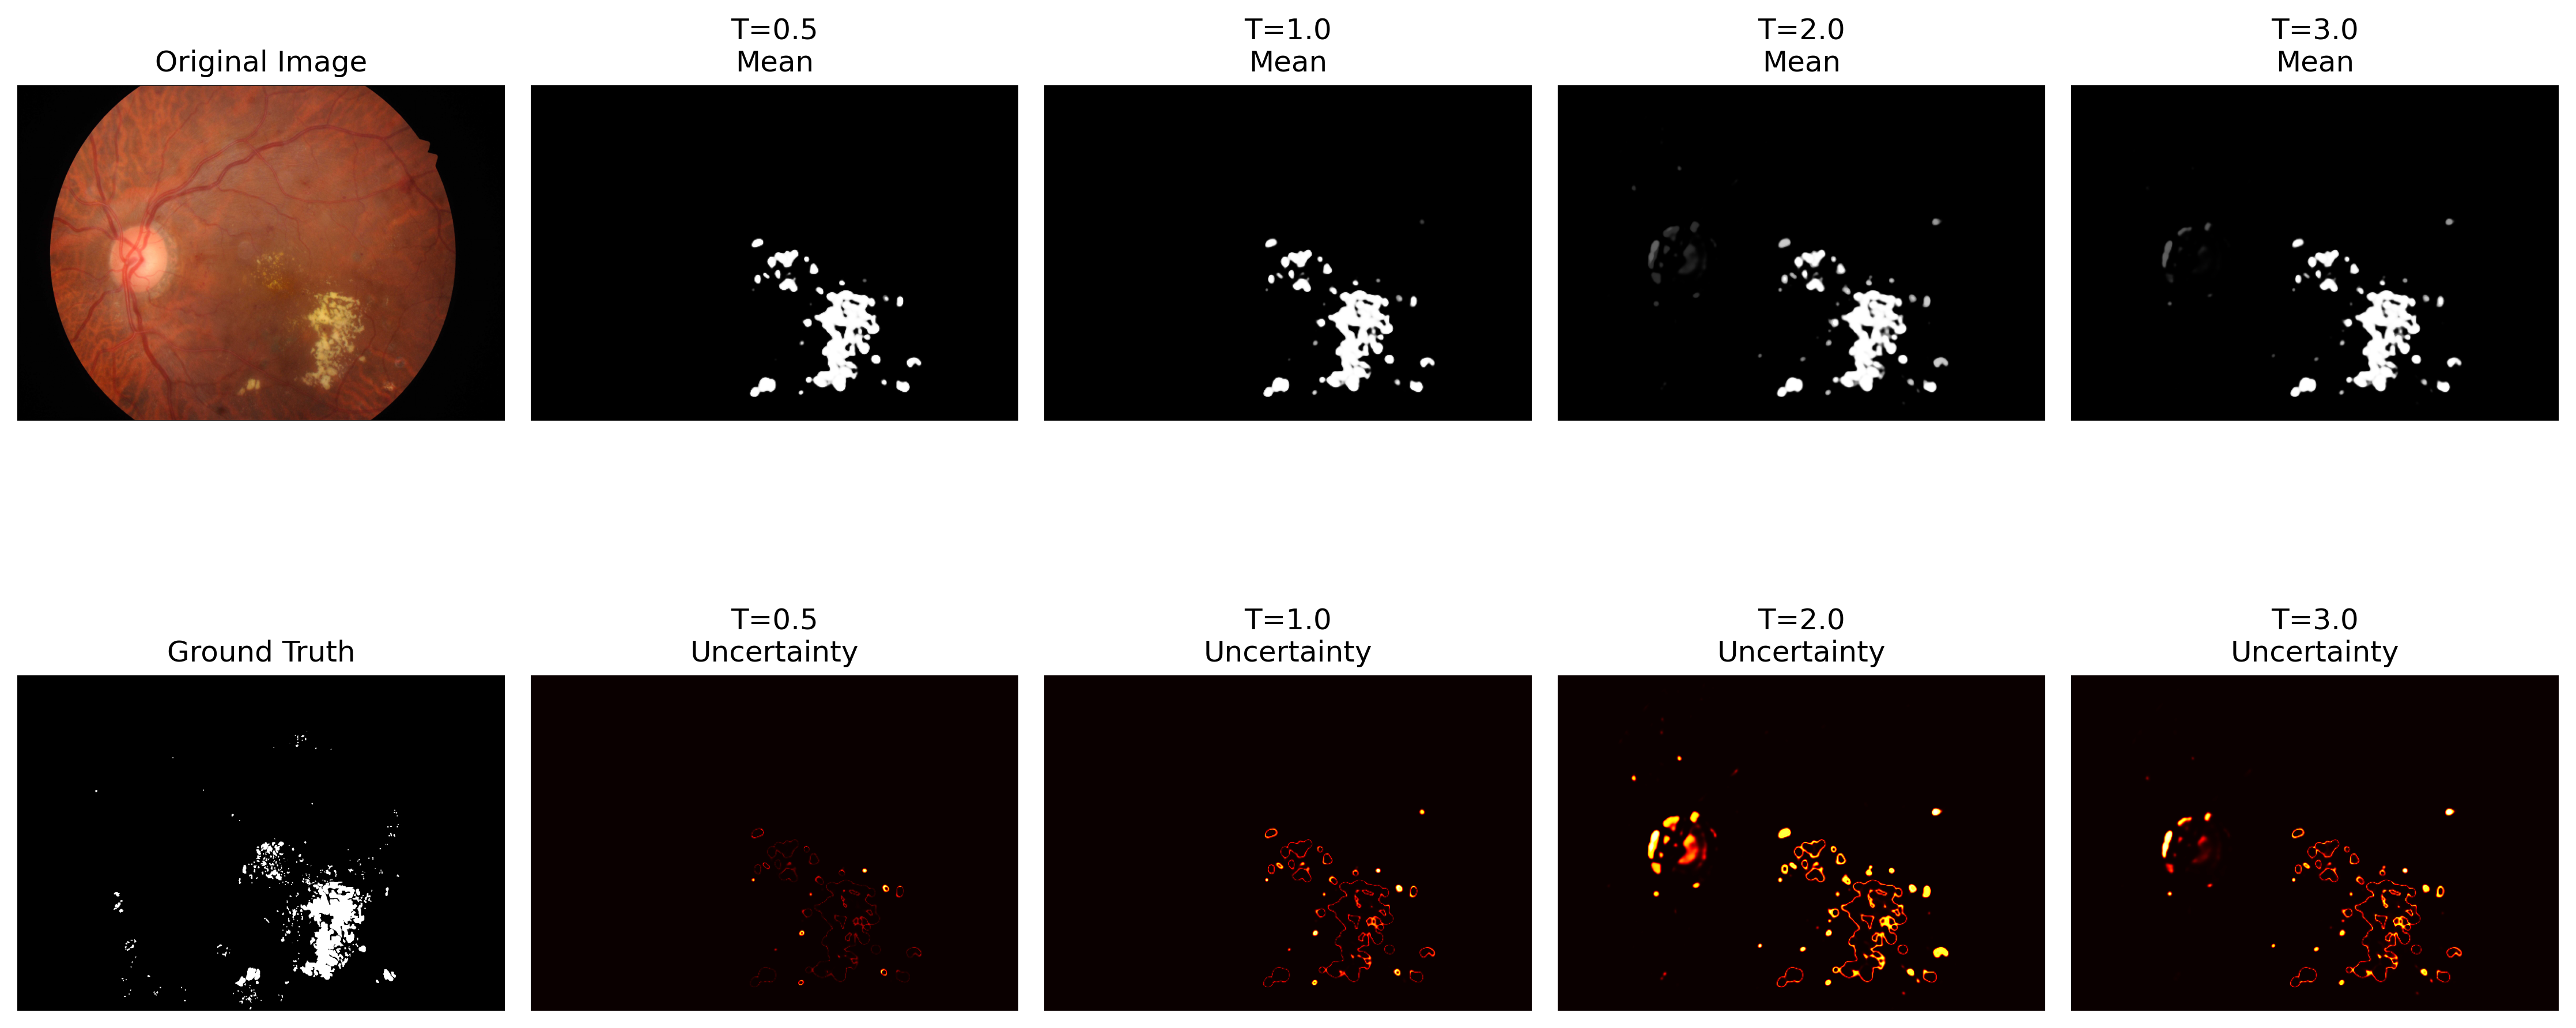 Original Image
T=0.5
Mean
T=1.0
Mean
T=2.0
Mean
T=3.0
Mean
Ground Truth
T=0.5
Uncertainty
T=1.0
Uncertainty
T=2.0
Uncertainty
T=3.0
Uncertainty